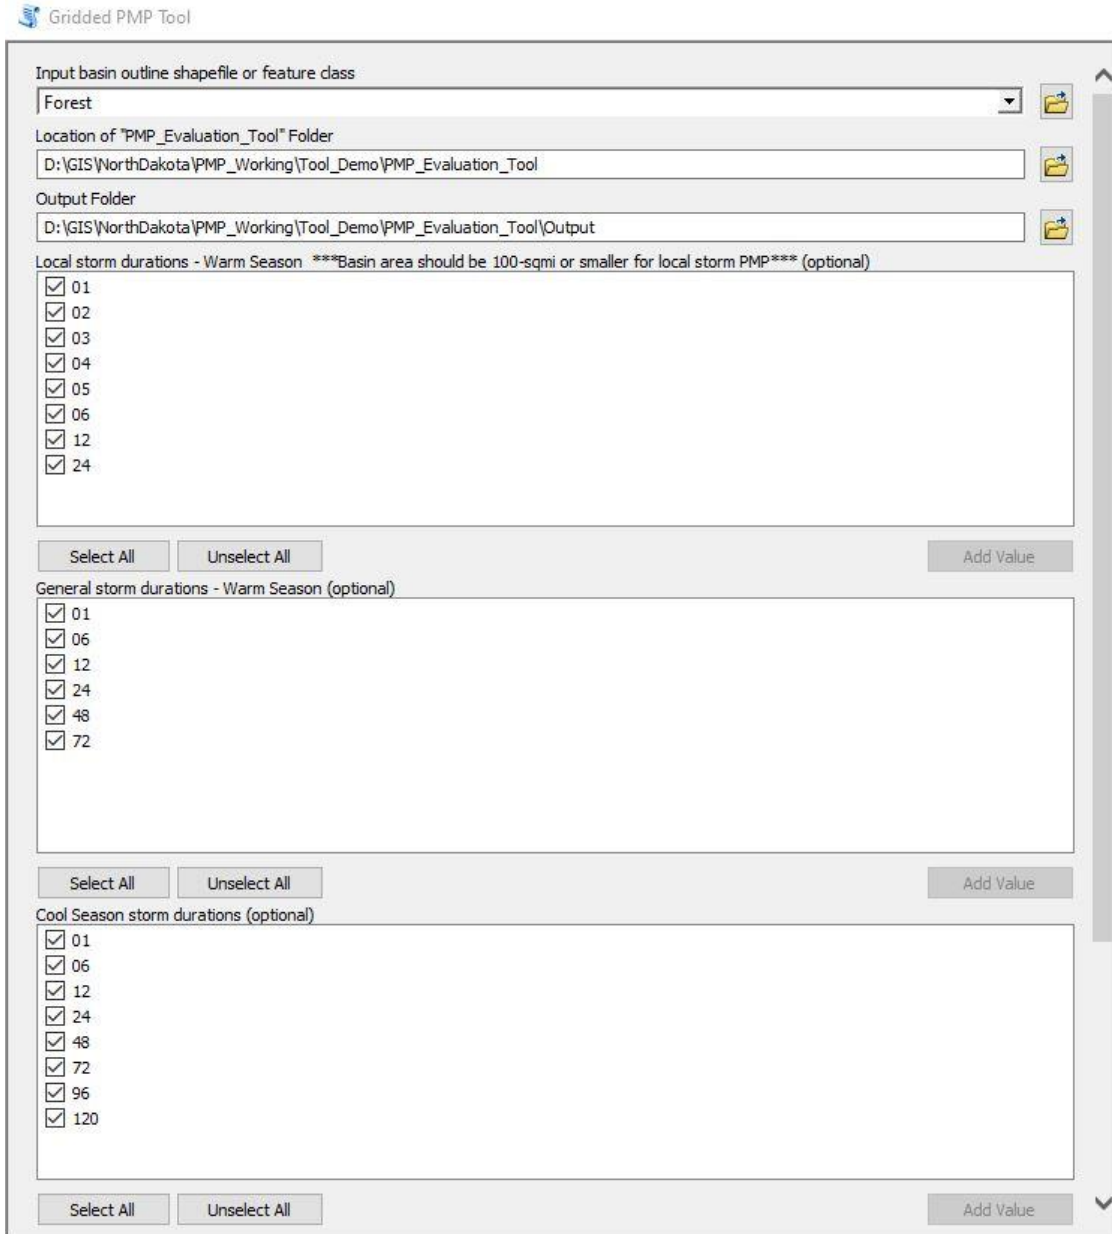 Gridded PMP Tool
Input basin outline shapefile or feature class
Forest
Location of "PMP_Evaluation_Tool" Folder
D:\GIS\NorthDakota\PMP_Working\Tool_Demo\PMP_Evaluation_Tool
Output Folder
D:\GIS\NorthDakota\PMP_Working\Tool_Demo\PMP_Evaluation_Tool\Output
Local storm durations - Warm Season ***Basin area should be 100-sqmi or smaller for local storm PMP*** (optional)
01
02
03
04
05
06
12
24
Select All Unselect All Add Value
General storm durations - Warm Season (optional)
01
06
12
24
48
72
Select All Unselect All Add Value
Cool Season storm durations (optional)
01
06
12
24
48
72
96
120
Select All Unselect All Add Value